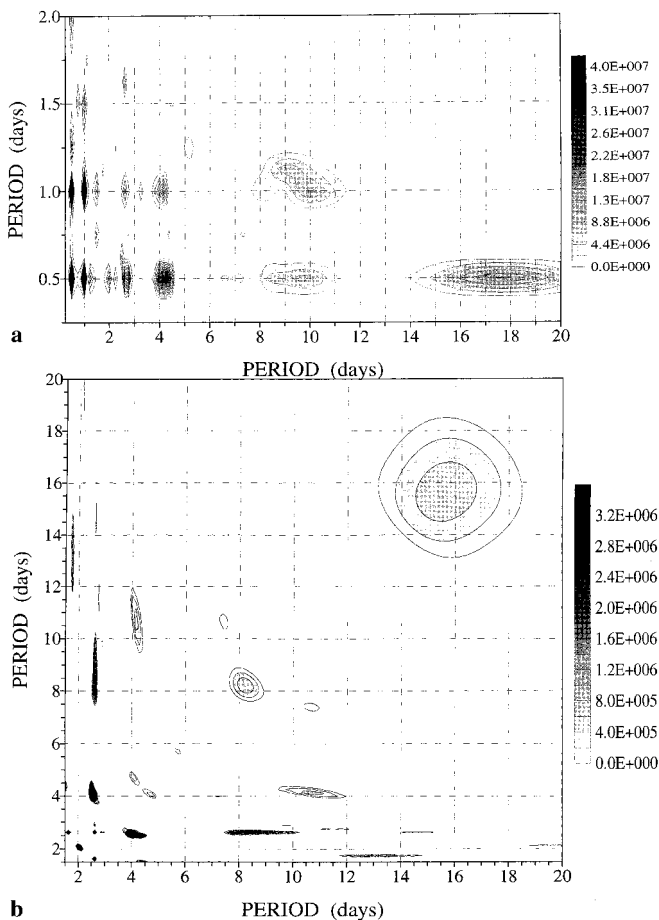 2.0
1.5
1.0
0.5
PERIOD (days)
2 4 6 8 10 12 14 16 18 20
PERIOD (days)
4.0E+007
3.5E+007
3.1E+007
2.6E+007
2.2E+007
1.8E+007
1.3E+007
8.8E+006
4.4E+006
0.0E+000
a
20
18
16
14
12
10
8
6
4
2
PERIOD (days)
2 4 6 8 10 12 14 16 18 20
PERIOD (days)
3.2E+006
2.8E+006
2.4E+006
2.0E+006
1.6E+006
1.2E+006
8.0E+005
4.0E+005
0.0E+000
b